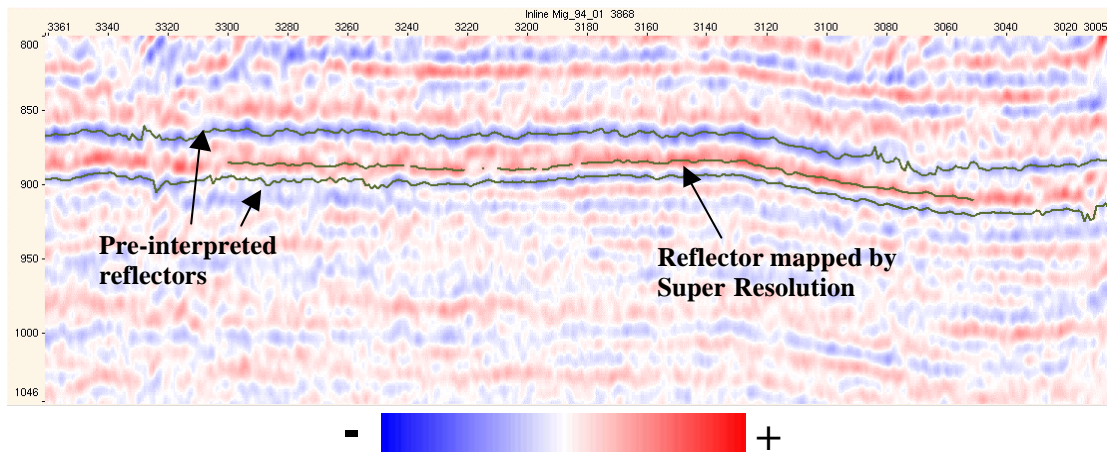 Inline Mig_94_01 3868
3361 3320 3300 3280 3260 3240 3220 3200 3180 3160 3140 3120 3100 3080 3060 3040 3020 3005
800
850
900
950
1000
1046
Pre-interpreted
reflectors
Reflector mapped by
Super Resolution
- +